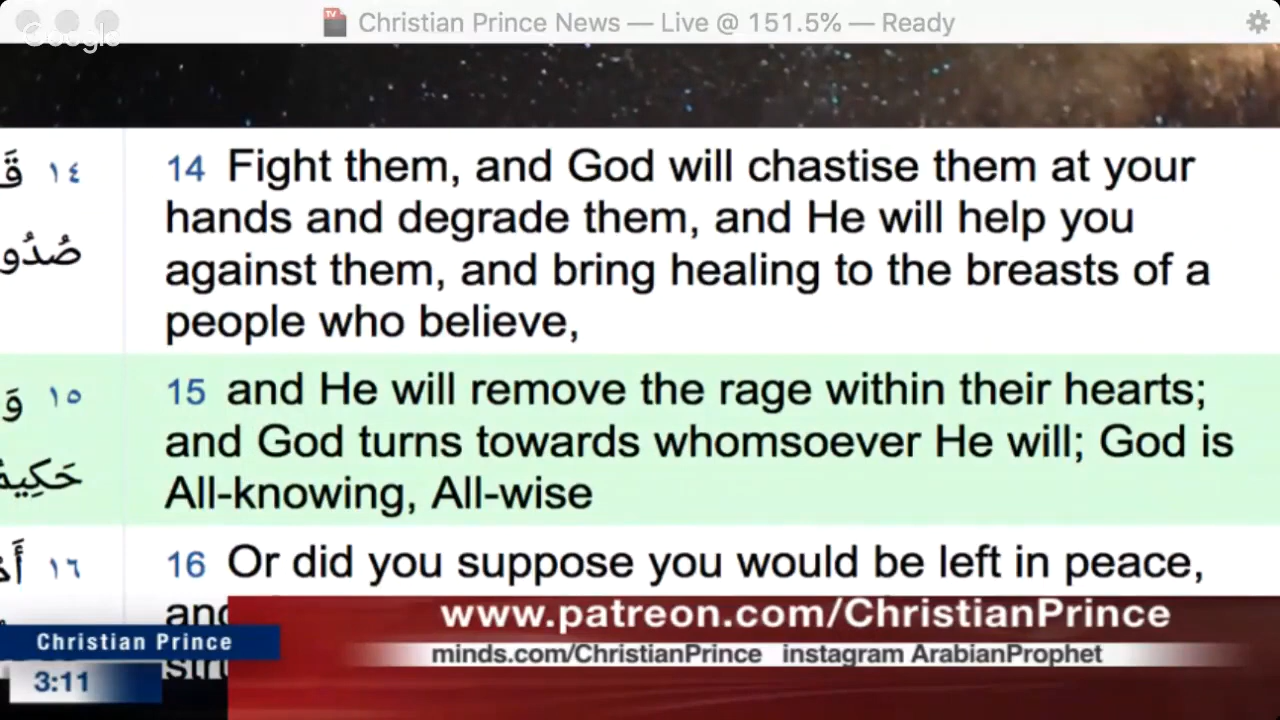 Christian Prince News — Live @ 151.5% — Ready
Google
١٤
14 Fight them, and God will chastise them at your
hands and degrade them, and He will help you
against them, and bring healing to the breasts of a
people who believe,
١٥
15 and He will remove the rage within their hearts;
and God turns towards whomsoever He will; God is
All-knowing, All-wise
١٦
16 Or did you suppose you would be left in peace,
www.patreon.com/ChristianPrince
Christian Prince
minds.com/ChristianPrince instagram ArabianProphet
3:11